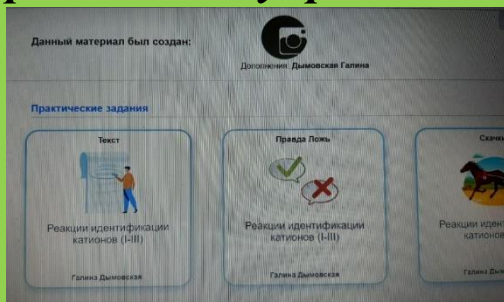 Данный материал был создан:
Дополнения: Дымовская Галина
Практические задания
Текст
Реакции идентификации
катионов (I-III)
Галина Дымовская
Правда Ложь
Реакции идентификации
катионов (I-III)
Галина Дымовская